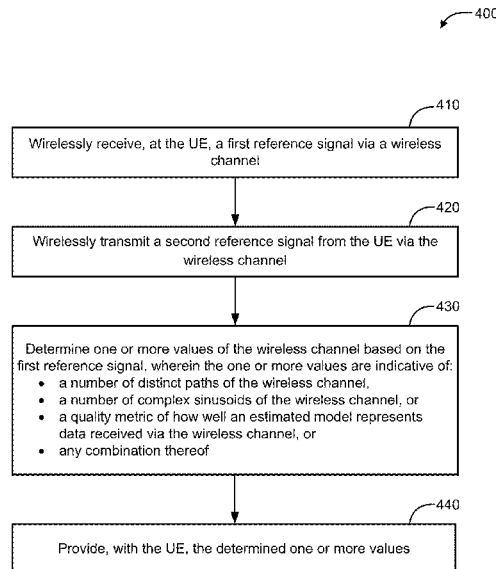 400
410
Wirelessly receive, at the UE, a first reference signal via a wireless
channel
420
Wirelessly transmit a second reference signal from the UE via the
wireless channel
430
Determine one or more values of the wireless channel based on the
first reference signal, wherein the one or more values are indicative of:
• a number of distinct paths of the wireless channel,
• a number of complex sinusoids of the wireless channel, or
• a quality metric of how well an estimated model represents
data received via the wireless channel, or
• any combination thereof
440
Provide, with the UE, the determined one or more values